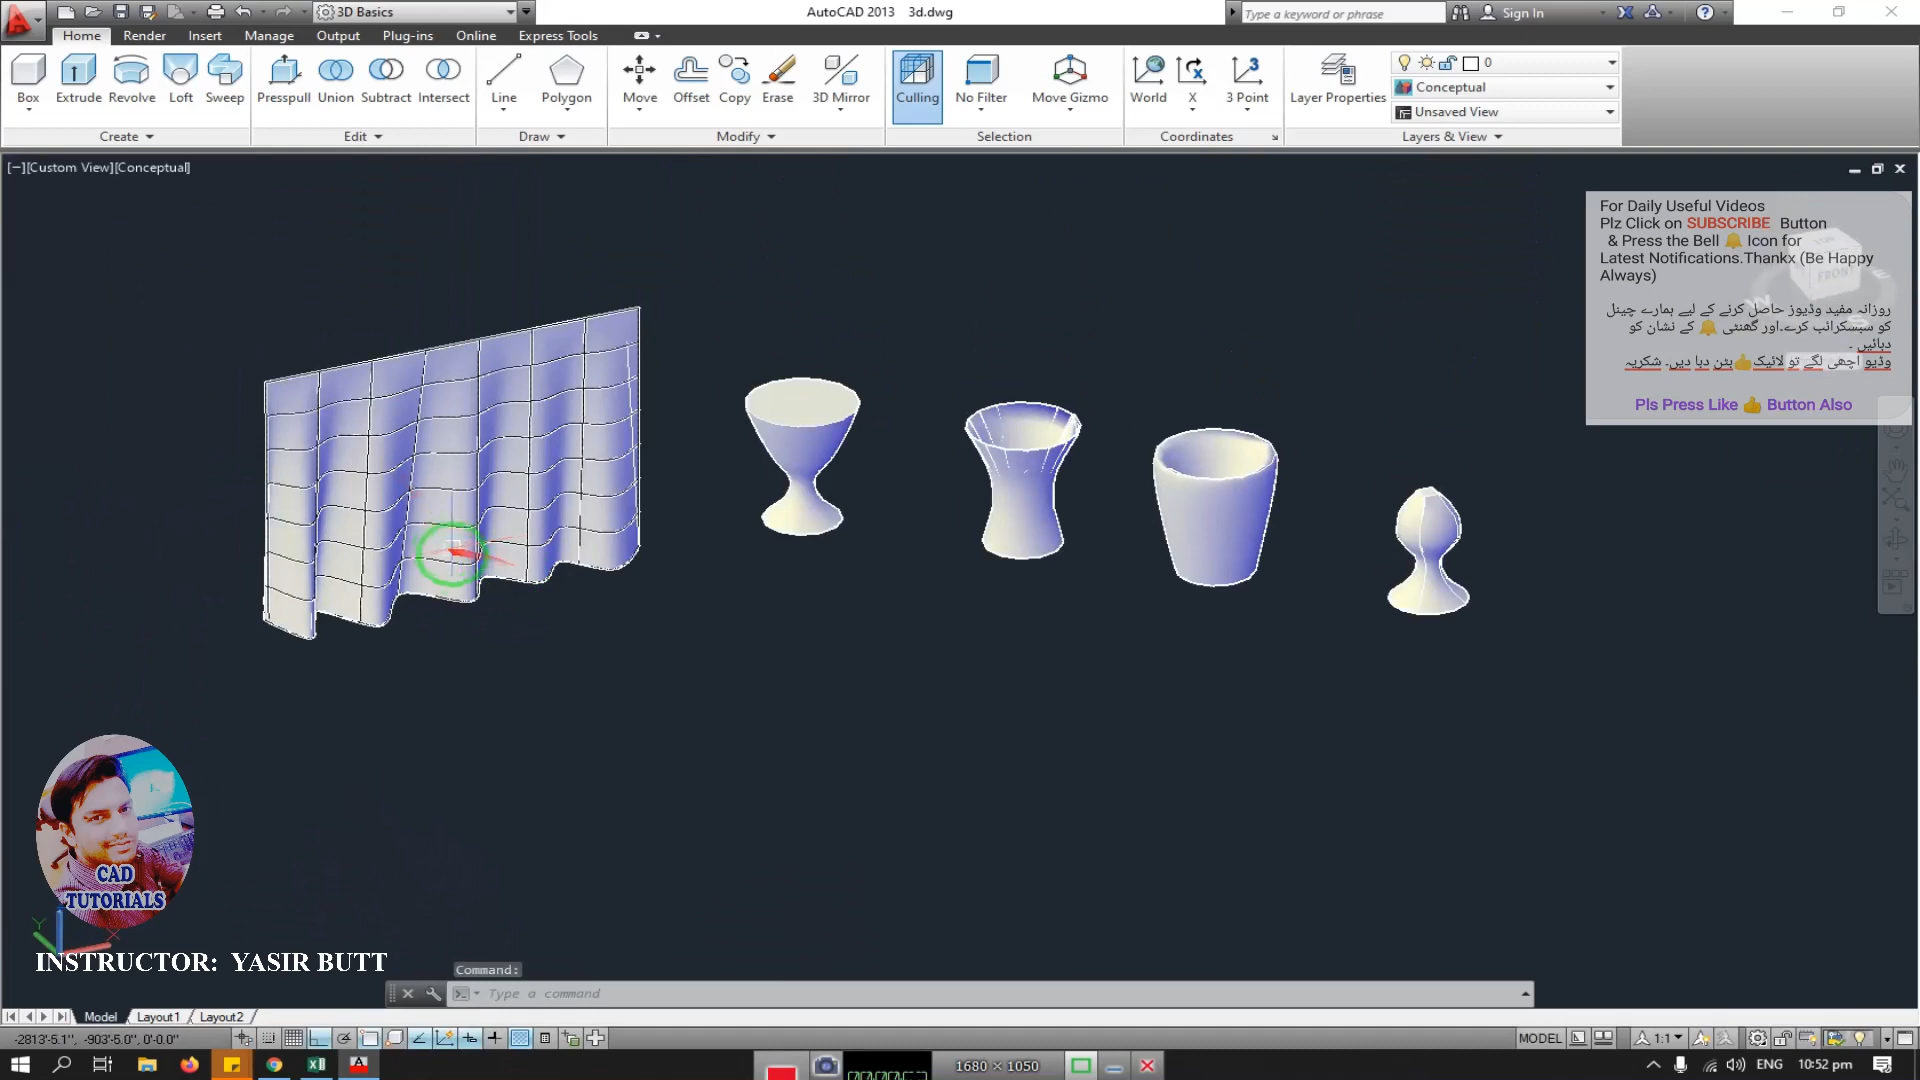 3D Basics
AutoCAD 2013 3d.dwg
Type a keyword or phrase
Sign In
Home Render Insert Manage Output Plug-ins Online Express Tools
Box Extrude Revolve Loft Sweep Presspull Union Subtract Intersect Line Polygon Move Offset Copy Erase 3D Mirror Culling No Filter Move Gizmo World X 3 Point Layer Properties
0
Conceptual
Unsaved View
Create Edit Draw Modify Selection Coordinates Layers & View
[−][Custom View][Conceptual]
For Daily Useful Videos
Plz Click on SUBSCRIBE Button
& Press the Bell 🔔 Icon for
Latest Notifications.Thankx (Be Happy
Always)
روزانہ مفید وڈیوز حاصل کرنے کے لیے ہمارے چینل
کو سبسکرائب کرے۔اور گھنٹی 🔔 کے نشان کو
دبائیں ۔
وڈیو اچھی لگے تو لائیک👍بٹن دبا دیں۔ شکریہ
Pls Press Like 👍 Button Also
FRONT
CAD
TUTORIALS
INSTRUCTOR: YASIR BUTT
Command:
Type a command
Model Layout1 Layout2
-2813'-5.1", -903'-5.0", 0'-0.0"
MODEL
1:1
1680 × 1050
ENG
10:52 pm